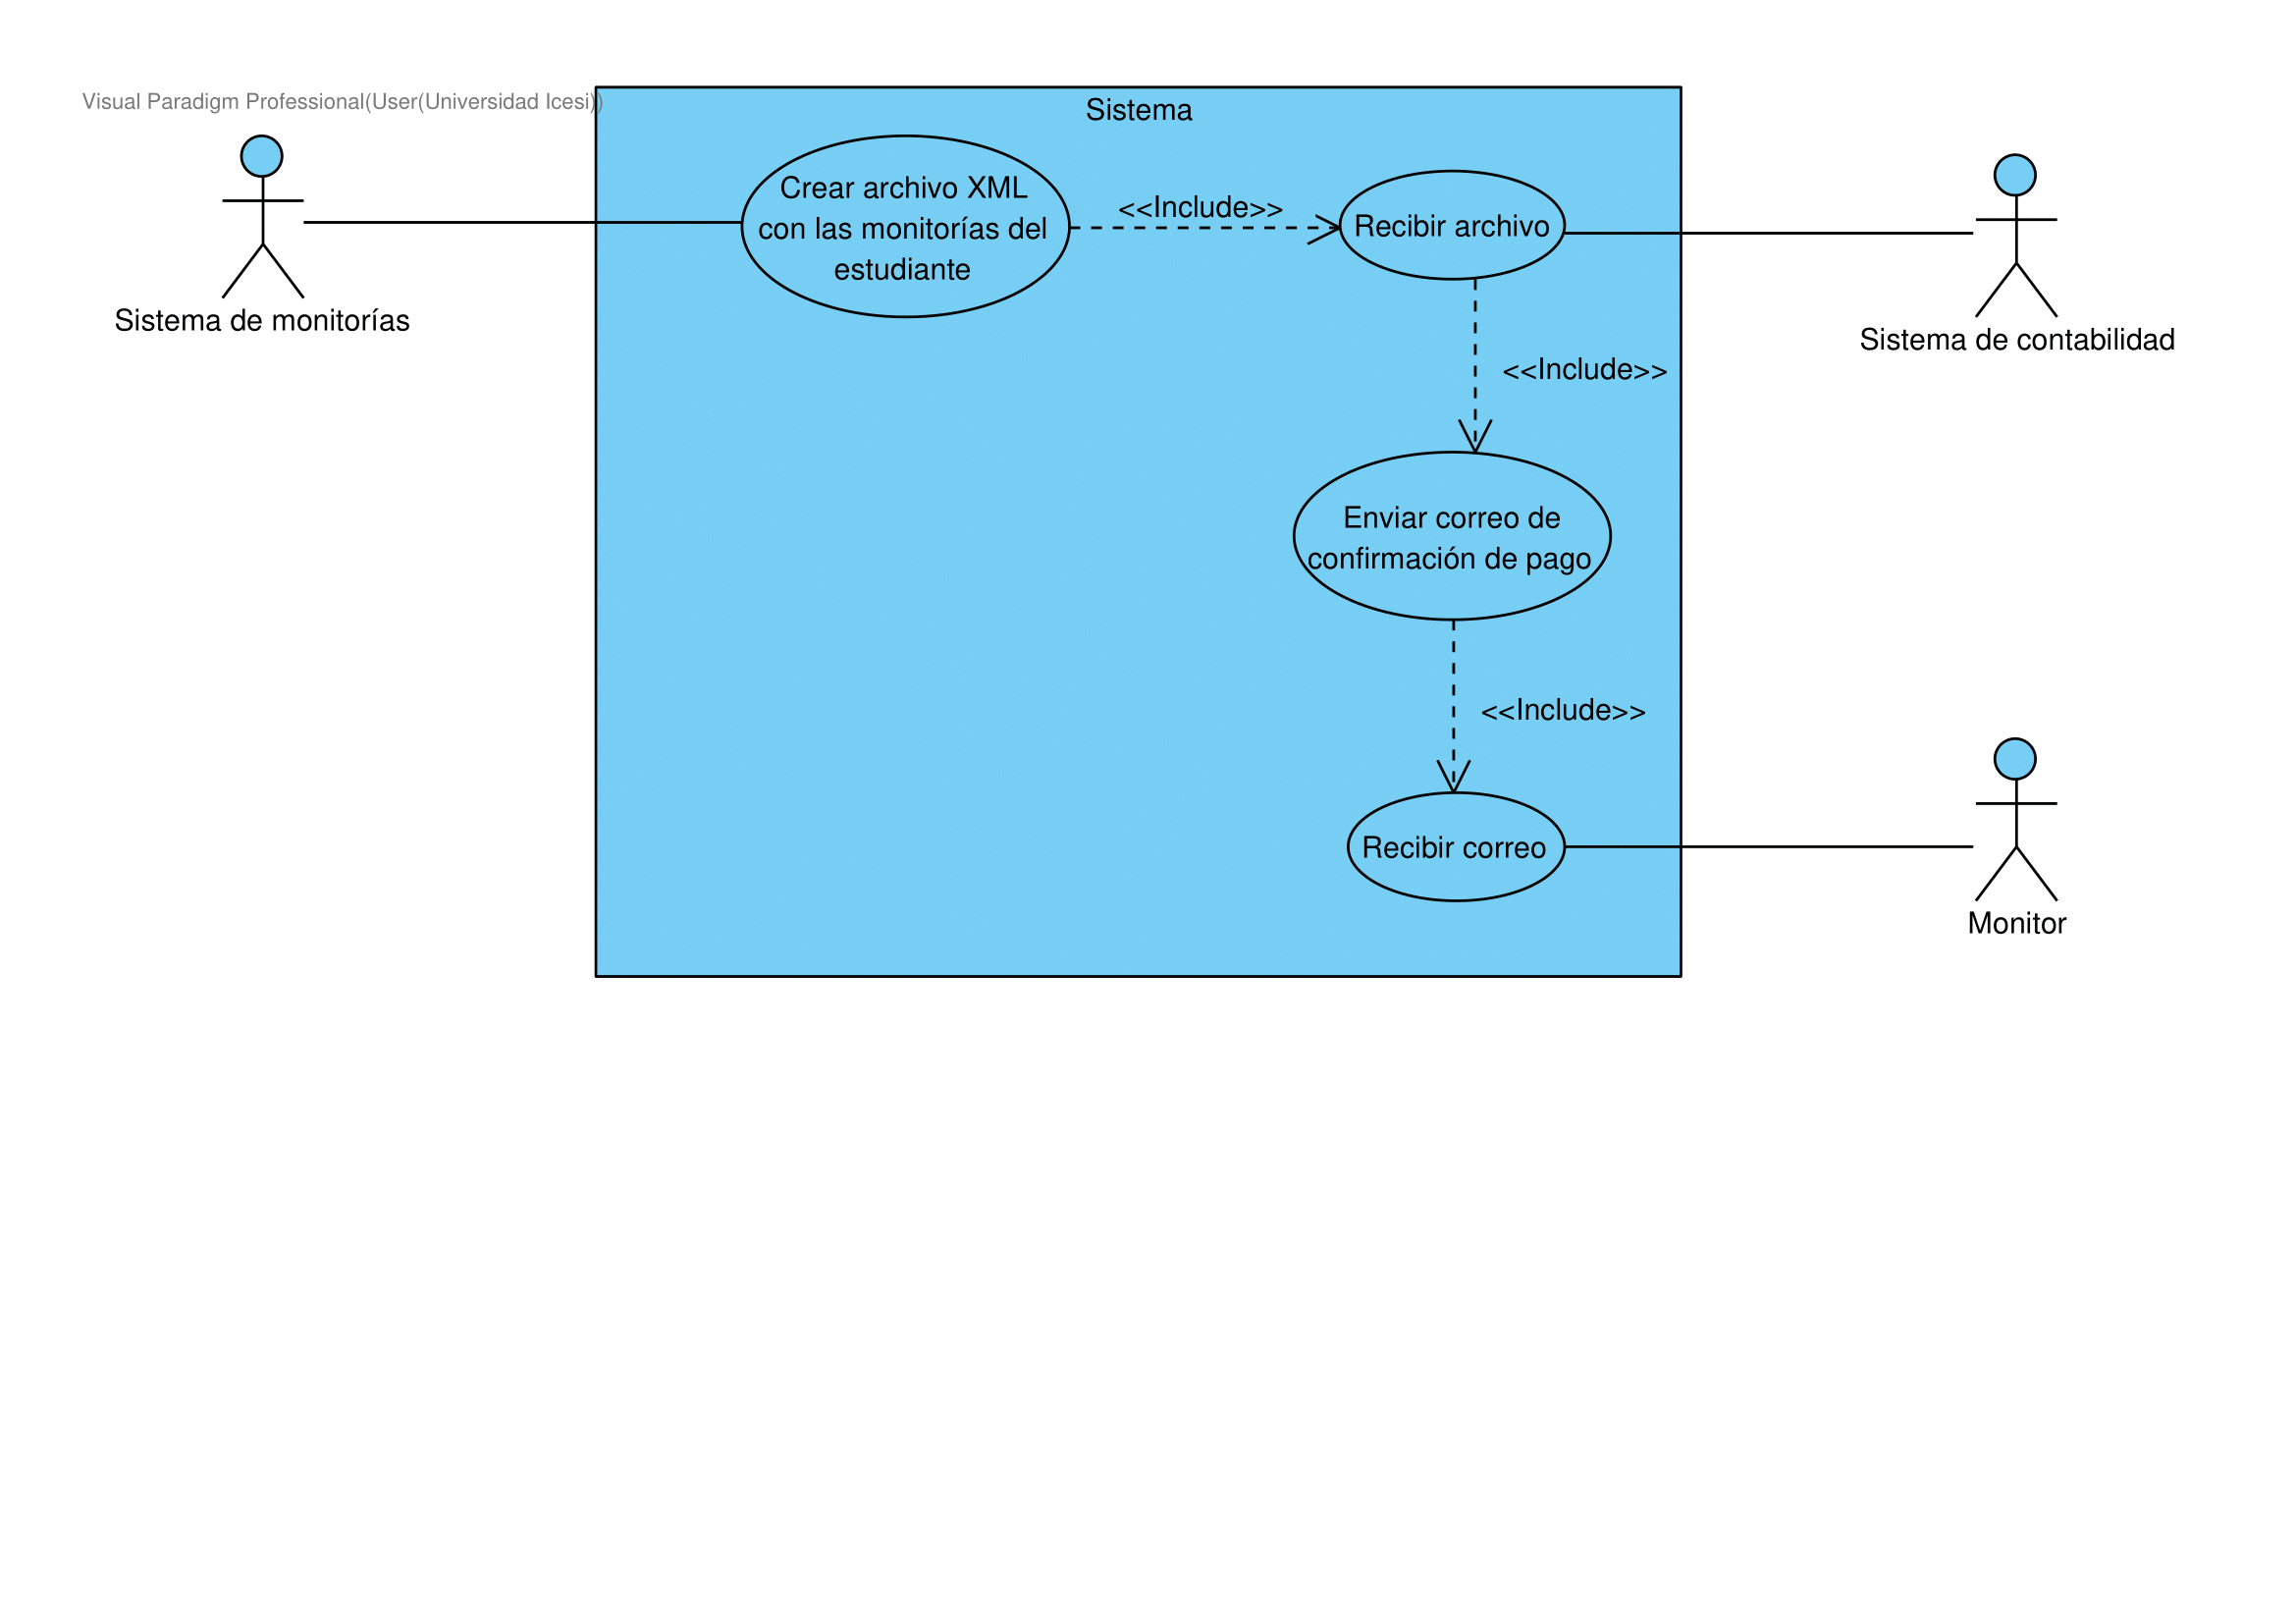 Visual Paradigm Professional(User(Universidad Icesi))
Sistema
Crear archivo XML
con las monitorías del
estudiante
<<Include>>
Recibir archivo
Sistema de monitorías
Sistema de contabilidad
<<Include>>
Enviar correo de
confirmación de pago
<<Include>>
Recibir correo
Monitor